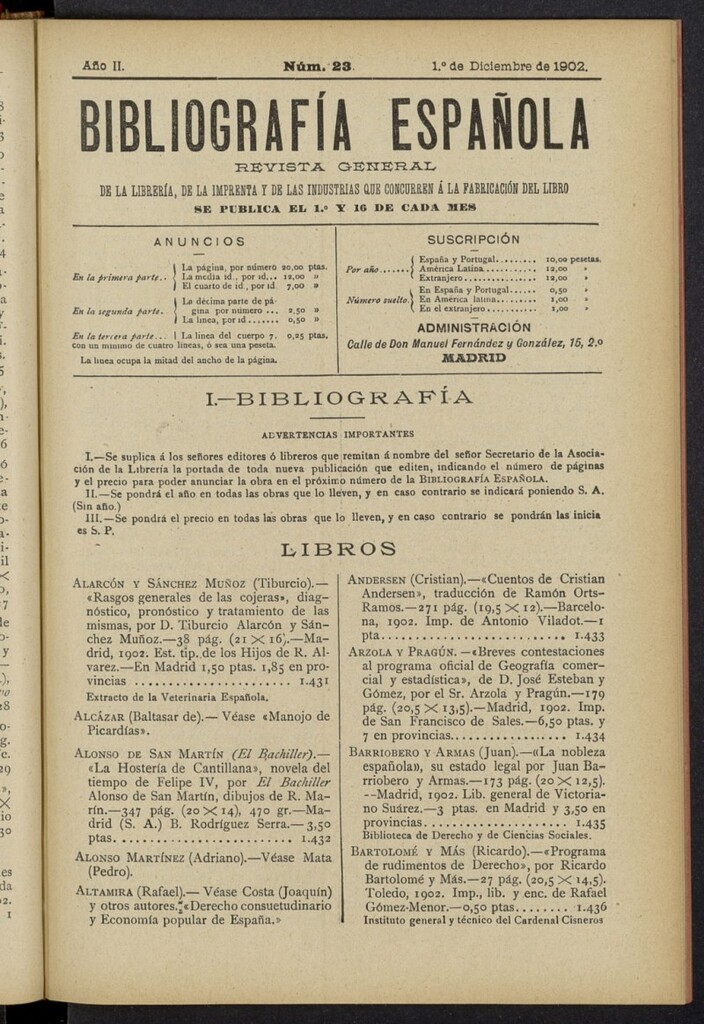 Año II.
Núm. 23
1.º de Diciembre de 1902.
BIBLIOGRAFÍA ESPAÑOLA
REVISTA GENERAL
DE LA LIBRERÍA, DE LA IMPRENTA Y DE LAS INDUSTRIAS QUE CONCURREN Á LA FABRICACIÓN DEL LIBRO
SE PUBLICA EL 1.º Y 16 DE CADA MES
ANUNCIOS
En la primera parte..
La página, por número 20,00 ptas.
La media id., por id... 12,00 »
El cuarto de id, por id. 7,00 »
En la segunda parte.
La décima parte de pá-
gina por número ... 2,50 »
La línea, por id....... 0,50 »
En la tercera parte... La línea del cuerpo 7. 0,25 ptas.
con un mínimo de cuatro líneas, ó sea una peseta.
La línea ocupa la mitad del ancho de la página.
SUSCRIPCIÓN
Por año......
España y Portugal......... 10,00 pesetas.
América Latina........... 12,00 »
Extranjero................ 12,00 »
Número suelto.
En España y Portugal..... 0,50 »
En América latina........ 1,00 »
En el extranjero.......... 1,00 »
ADMINISTRACIÓN
Calle de Don Manuel Fernández y González, 15, 2.º
MADRID
I.—BIBLIOGRAFÍA
ADVERTENCIAS IMPORTANTES
I.—Se suplica á los señores editores ó libreros que remitan á nombre del señor Secretario de la Asocia-
ción de la Librería la portada de toda nueva publicación que editen, indicando el número de páginas
y el precio para poder anunciar la obra en el próximo número de la BIBLIOGRAFÍA ESPAÑOLA.
II.—Se pondrá el año en todas las obras que lo lleven, y en caso contrario se indicará poniendo S. A.
(Sin año.)
III.—Se pondrá el precio en todas las obras que lo lleven, y en caso contrario se pondrán las inicia
es S. P.
LIBROS
ALARCÓN Y SÁNCHEZ MUÑOZ (Tiburcio).—
«Rasgos generales de las cojeras», diag-
nóstico, pronóstico y tratamiento de las
mismas, por D. Tiburcio Alarcón y Sán-
chez Muñoz.—38 pág. (21 × 16).—Ma-
drid, 1902. Est. tip. de los Hijos de R. Al-
varez.—En Madrid 1,50 ptas. 1,85 en pro-
vincias .................... 1.431
Extracto de la Veterinaria Española.
ALCÁZAR (Baltasar de).— Véase «Manojo de
Picardías».
ALONSO DE SAN MARTÍN (El Bachiller).—
«La Hostería de Cantillana», novela del
tiempo de Felipe IV, por El Bachiller
Alonso de San Martín, dibujos de R. Ma-
rín.—347 pág. (20 × 14), 470 gr.—Ma-
drid (S. A.) B. Rodríguez Serra.—3,50
ptas......................... 1.432
ALONSO MARTÍNEZ (Adriano).—Véase Mata
(Pedro).
ALTAMIRA (Rafael).— Véase Costa (Joaquín)
y otros autores. «Derecho consuetudinario
y Economía popular de España.»
ANDERSEN (Cristian).—«Cuentos de Cristian
Andersen», traducción de Ramón Orts-
Ramos.—271 pág. (19,5 × 12).—Barcelo-
na, 1902. Imp. de Antonio Viladot.—1
pta........................... 1.433
ARZOLA Y PRAGÚN. —«Breves contestaciones
al programa oficial de Geografía comer-
cial y estadística», de D. José Esteban y
Gómez, por el Sr. Arzola y Pragún.—179
pág. (20,5 × 13,5).—Madrid, 1902. Imp.
de San Francisco de Sales.—6,50 ptas. y
7 en provincias................ 1.434
BARRIOBERO Y ARMAS (Juan).—«La nobleza
española», su estado legal por Juan Ba-
rriobero y Armas.—173 pág. (20 × 12,5).
—Madrid, 1902. Lib. general de Victoria-
no Suárez.—3 ptas. en Madrid y 3,50 en
provincias..................... 1.435
Biblioteca de Derecho y de Ciencias Sociales.
BARTOLOMÉ Y MÁS (Ricardo).—«Programa
de rudimentos de Derecho», por Ricardo
Bartolomé y Más.—27 pág. (20,5 × 14,5).
Toledo, 1902. Imp., lib. y enc. de Rafael
Gómez-Menor.—0,50 ptas........ 1.436
Instituto general y técnico del Cardenal Cisneros